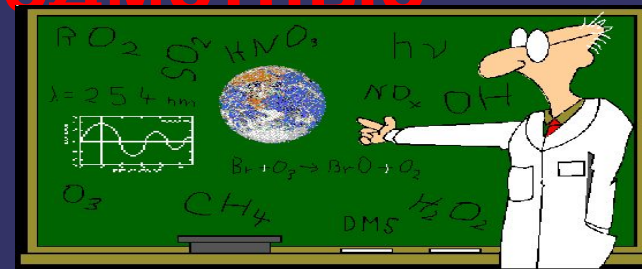 RO2 SO2 HNO3 hν
λ=254 nm NOx OH
Br + O3 → BrO + O2
O3 CH4 DMS H2O2